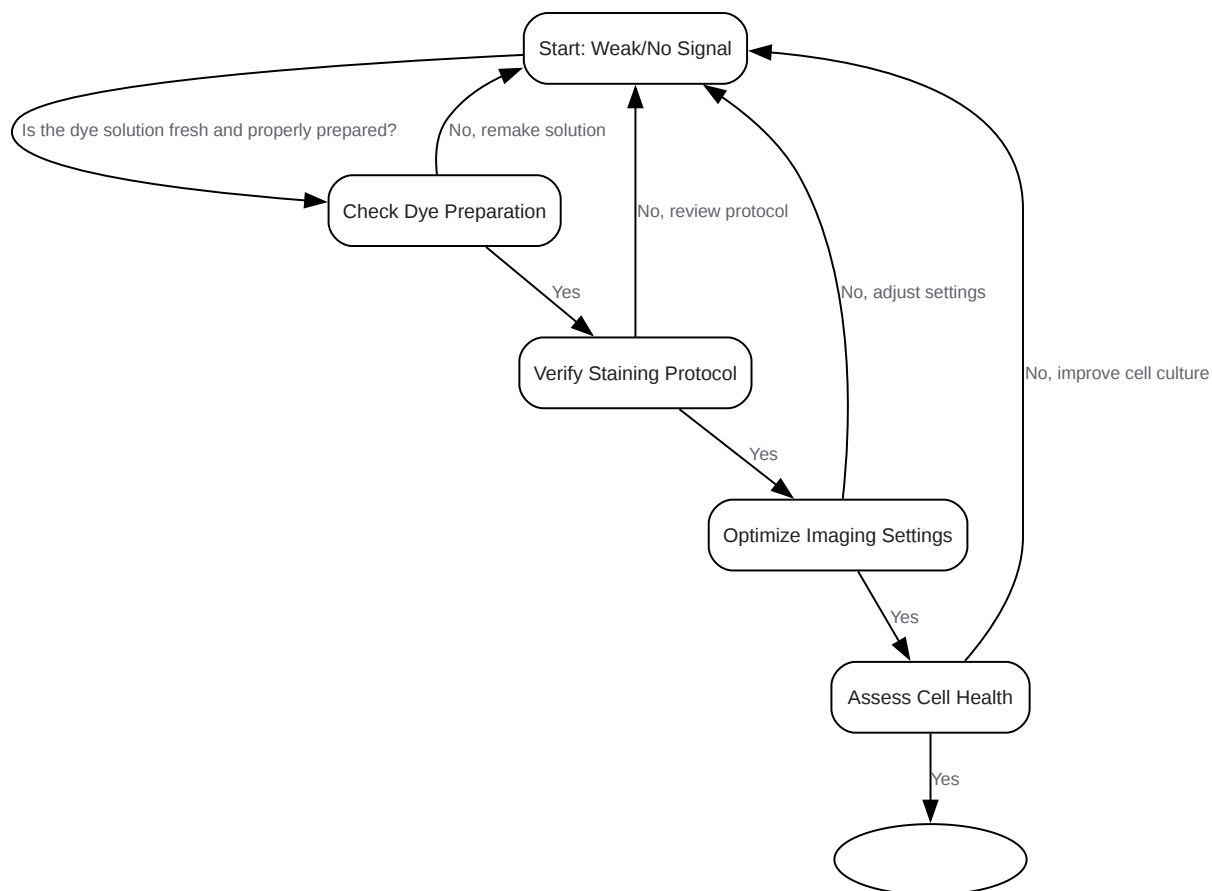 Start: Weak/No Signal
Is the dye solution fresh and properly prepared?
No, remake solution
Check Dye Preparation
No, review protocol
Yes
No, adjust settings
Verify Staining Protocol
No, improve cell culture
Yes
Optimize Imaging Settings
Yes
Assess Cell Health
Yes